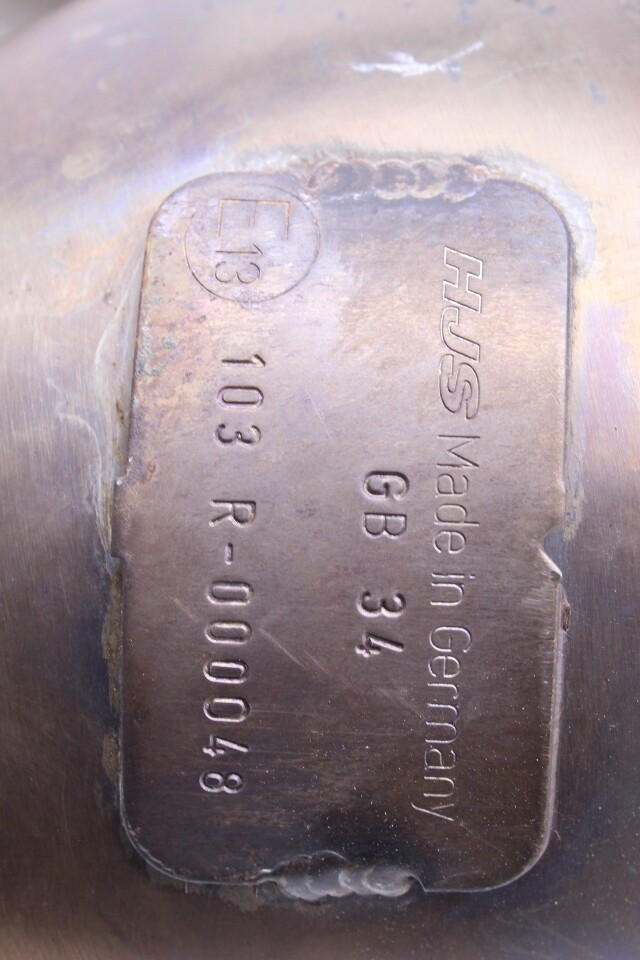 HJS Made in Germany
GB 34
E13 103 R-000048